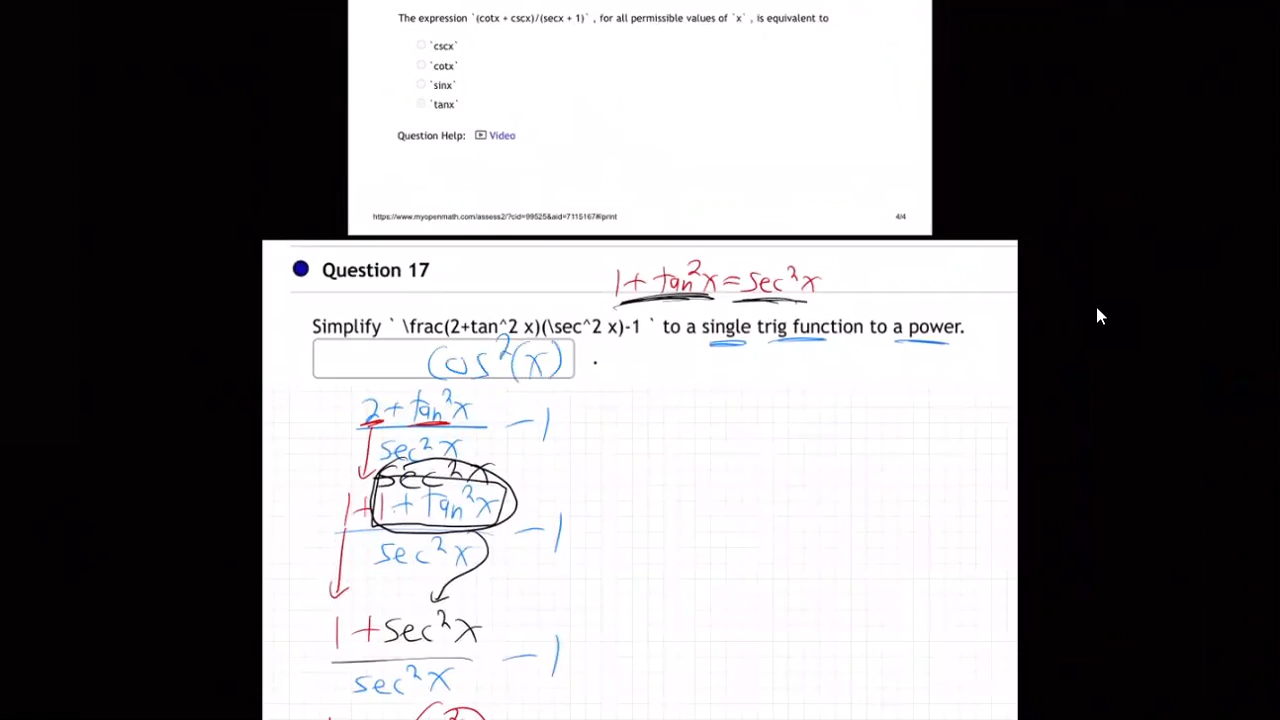 The expression `(cotx + cscx)/(secx + 1)` , for all permissible values of `x` , is equivalent to
`cscx`
`cotx`
`sinx`
`tanx`
Question Help: Video
https://www.myopenmath.com/assess2/?cid=99525&aid=7115167#/print 4/4
Question 17
1 + tan²x = sec²x
Simplify ` \frac(2+tan^2 x)(\sec^2 x)-1 ` to a single trig function to a power.
cos²(x)
2 + tan²x
- 1
sec²x
sec²x
1 + 1 + tan²x
- 1
sec²x
1 + sec²x
- 1
sec²x